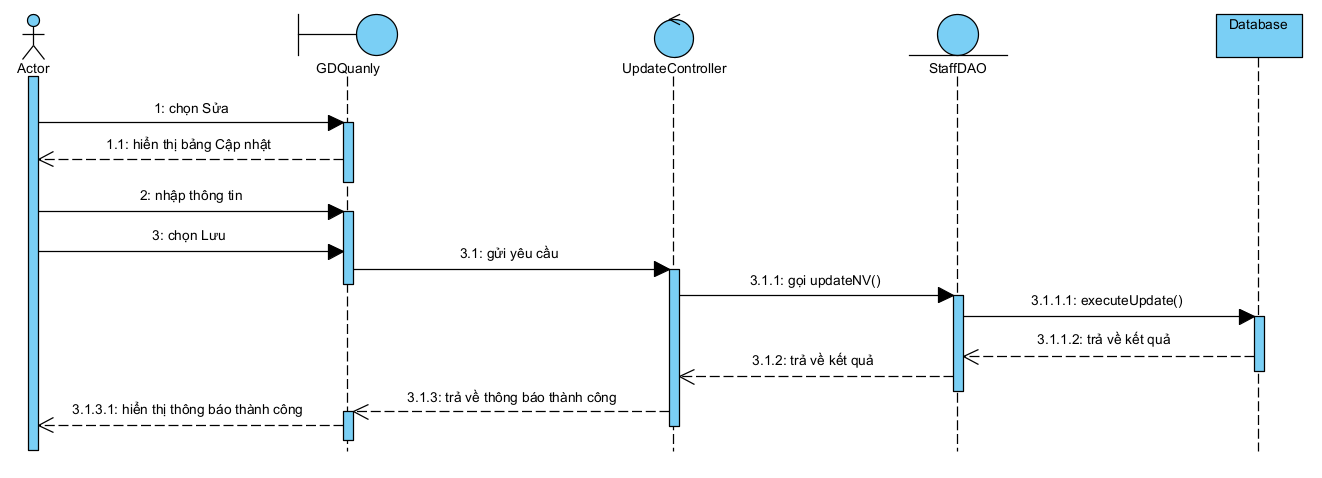 Actor
GDQuanly
UpdateController
StaffDAO
Database
1: chọn Sửa
1.1: hiển thị bảng Cập nhật
2: nhập thông tin
3: chọn Lưu
3.1: gửi yêu cầu
3.1.1: gọi updateNV()
3.1.1.1: executeUpdate()
3.1.1.2: trả về kết quả
3.1.2: trả về kết quả
3.1.3: trả về thông báo thành công
3.1.3.1: hiển thị thông báo thành công